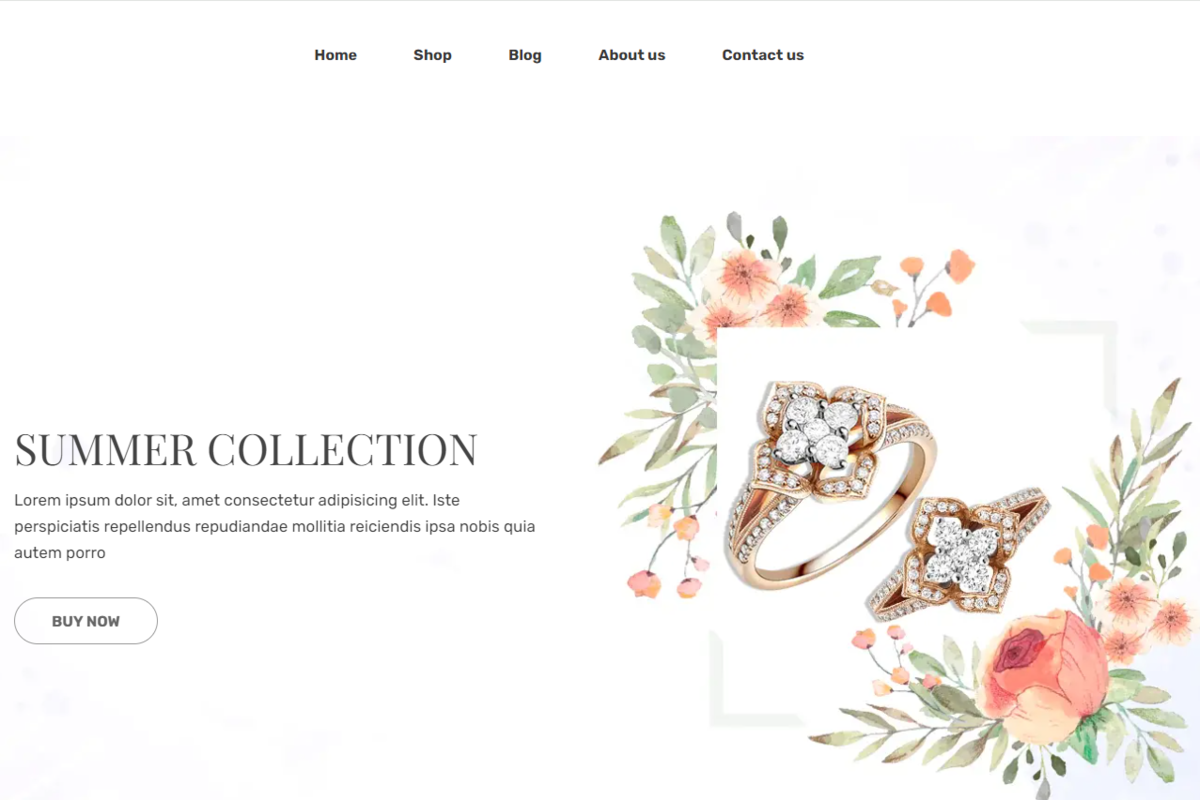 Home Shop Blog About us Contact us
SUMMER COLLECTION
Lorem ipsum dolor sit, amet consectetur adipisicing elit. Iste
perspiciatis repellendus repudiandae mollitia reiciendis ipsa nobis quia
autem porro
BUY NOW